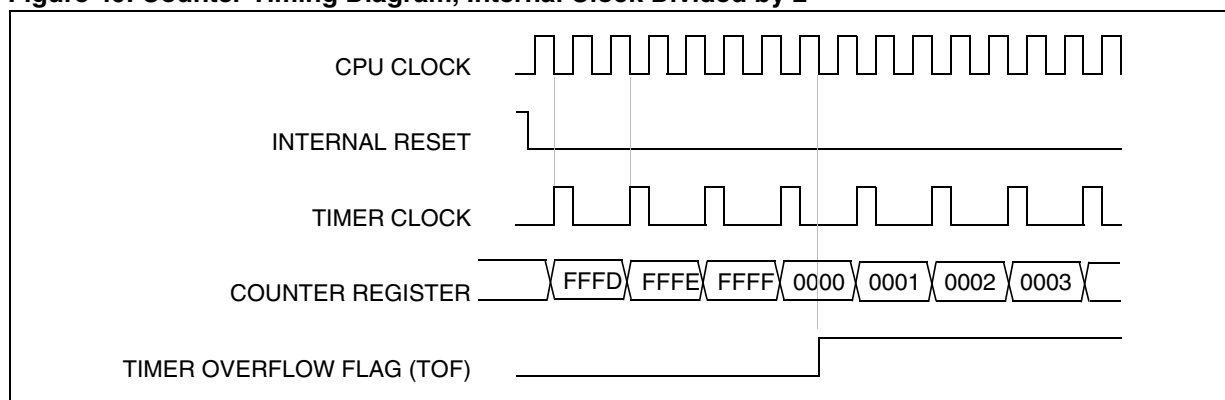 Figure 43. Counter Timing Diagram, Internal Clock Divided by 2
CPU CLOCK
INTERNAL RESET
TIMER CLOCK
COUNTER REGISTER
FFFD FFFE FFFF 0000 0001 0002 0003
TIMER OVERFLOW FLAG (TOF)